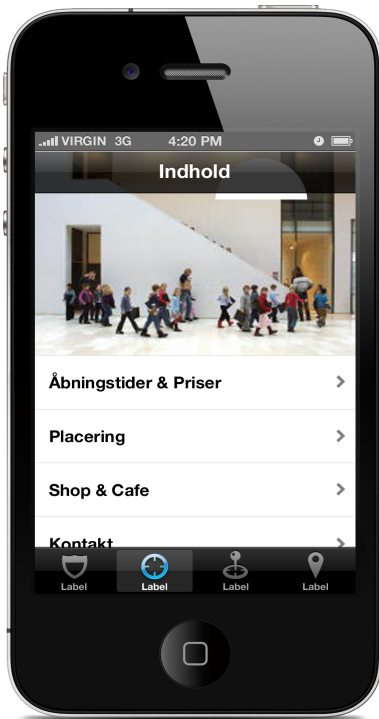 VIRGIN 3G 4:20 PM
Indhold
Åbningstider & Priser
Placering
Shop & Cafe
Kontakt
Label Label Label Label